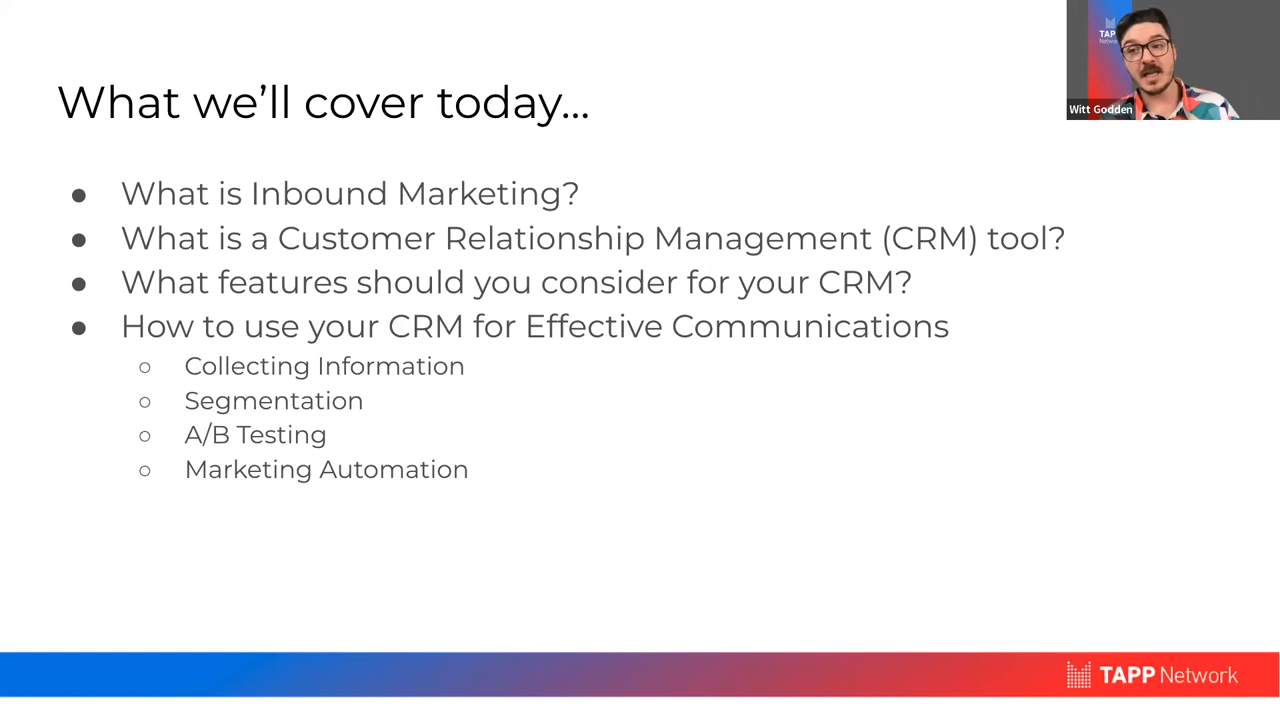 What we'll cover today...
TAPP
Network
Witt Godden
● What is Inbound Marketing?
● What is a Customer Relationship Management (CRM) tool?
● What features should you consider for your CRM?
● How to use your CRM for Effective Communications
○ Collecting Information
○ Segmentation
○ A/B Testing
○ Marketing Automation
TAPP Network